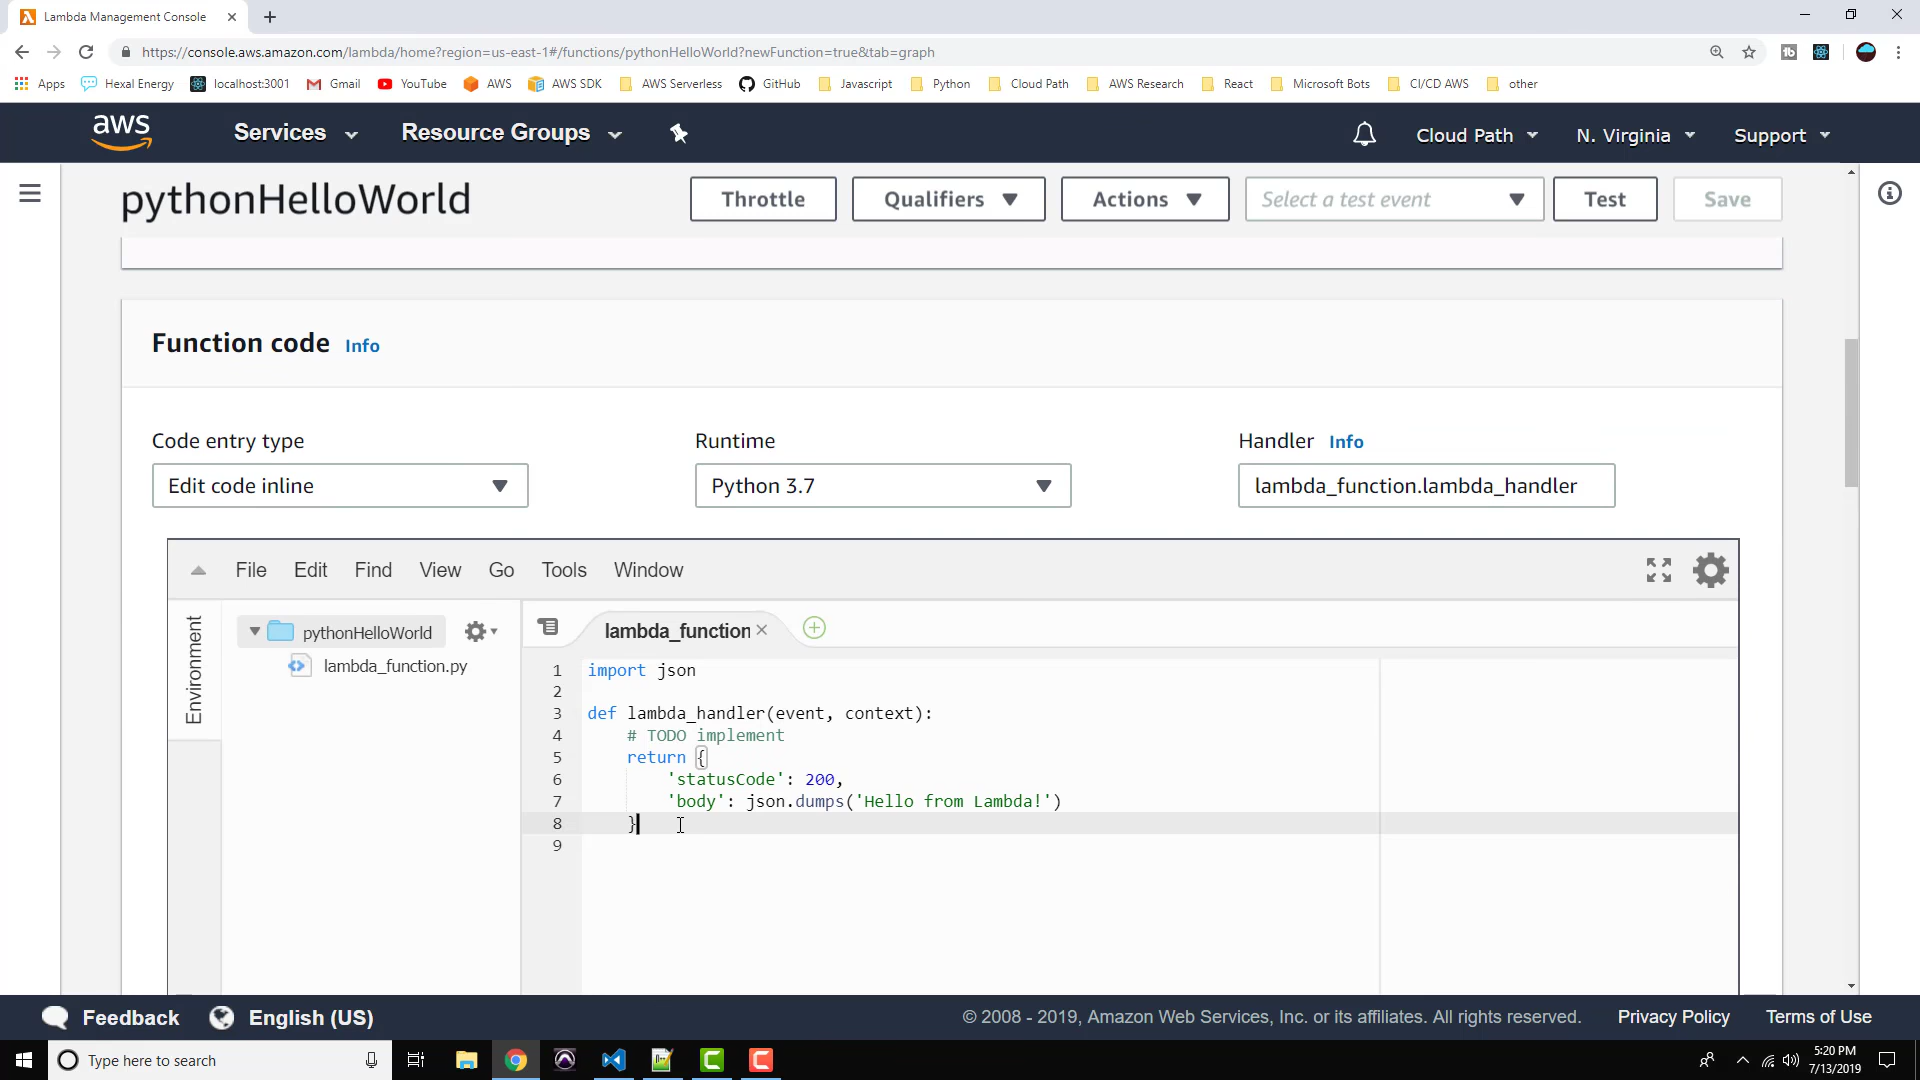 Lambda Management Console
https://console.aws.amazon.com/lambda/home?region=us-east-1#/functions/pythonHelloWorld?newFunction=true&tab=graph
Apps Hexal Energy localhost:3001 Gmail YouTube AWS AWS SDK AWS Serverless GitHub Javascript Python Cloud Path AWS Research React Microsoft Bots CI/CD AWS other
aws Services Resource Groups Cloud Path N. Virginia Support
pythonHelloWorld Throttle Qualifiers Actions Select a test event Test Save
Function code Info
Code entry type Runtime Handler Info
Edit code inline Python 3.7 lambda_function.lambda_handler
File Edit Find View Go Tools Window
Environment
pythonHelloWorld lambda_function
lambda_function.py
1 import json
2
3 def lambda_handler(event, context):
4 # TODO implement
5 return {
6 'statusCode': 200,
7 'body': json.dumps('Hello from Lambda!')
8 }
9
Feedback English (US) © 2008 - 2019, Amazon Web Services, Inc. or its affiliates. All rights reserved. Privacy Policy Terms of Use
Type here to search 5:20 PM
7/13/2019